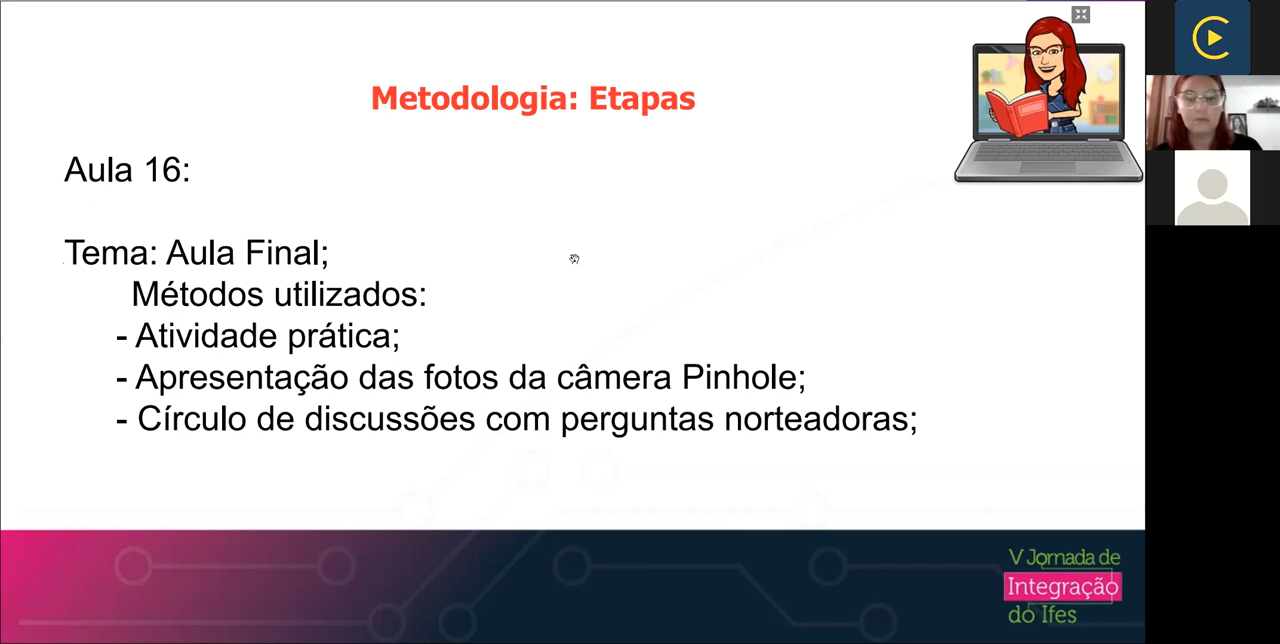 Metodologia: Etapas
Aula 16:
Tema: Aula Final;
Métodos utilizados:
- Atividade prática;
- Apresentação das fotos da câmera Pinhole;
- Círculo de discussões com perguntas norteadoras;
V Jornada de
Integração
do Ifes